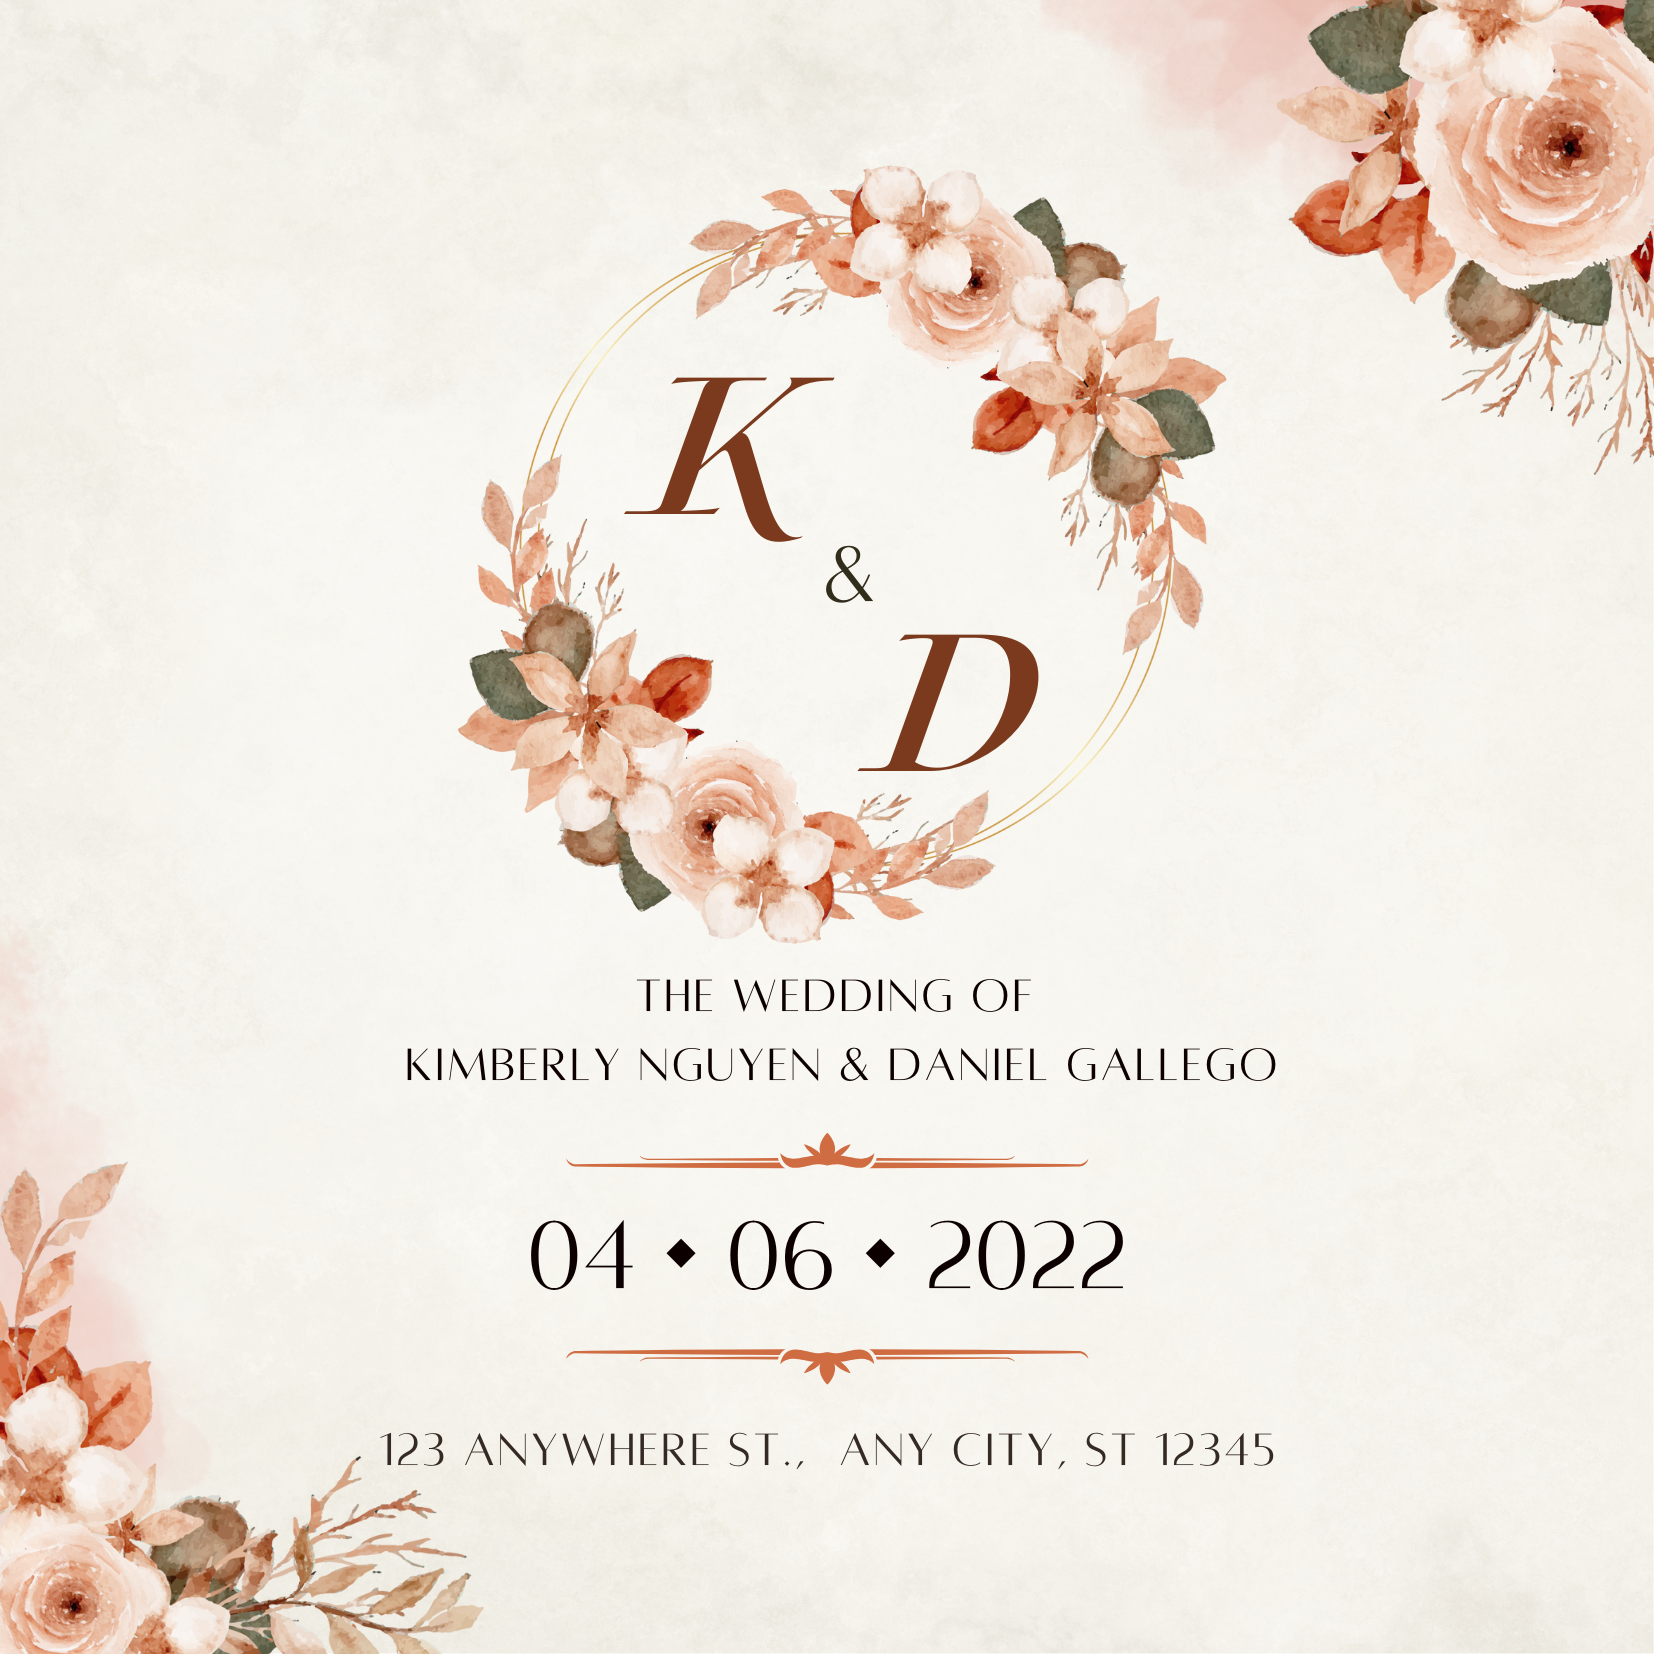 K
&
D
THE WEDDING OF
KIMBERLY NGUYEN & DANIEL GALLEGO
04 ◆ 06 ◆ 2022
123 ANYWHERE ST., ANY CITY, ST 12345